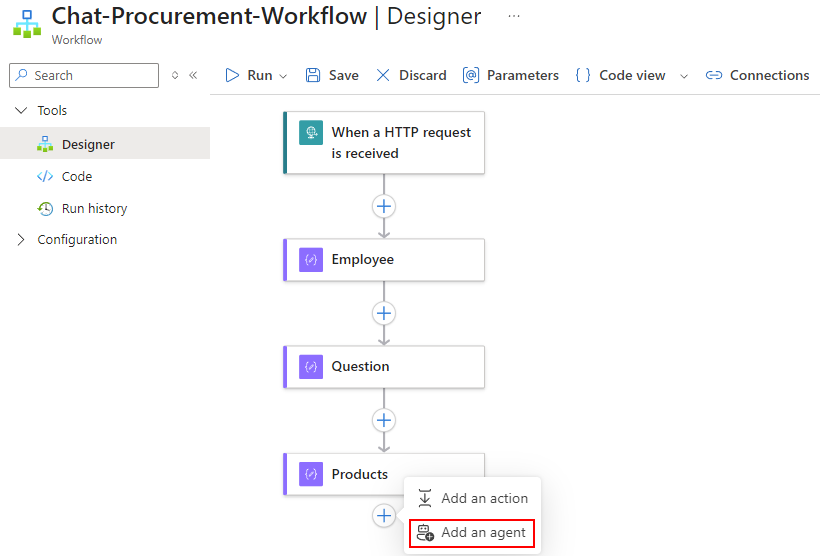 Chat-Procurement-Workflow | Designer ...
Workflow
Search
Run
Save
Discard
Parameters
Code view
Connections
Tools
Designer
Code
Run history
Configuration
When a HTTP request
is received
Employee
Question
Products
Add an action
Add an agent